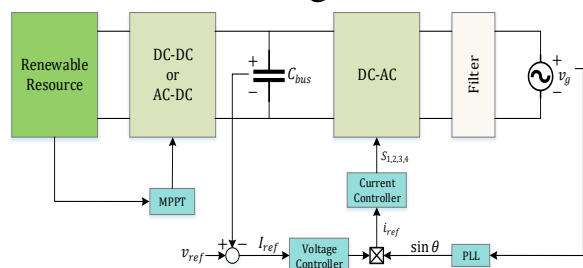 Renewable
Resource
DC-DC
or
AC-DC
+
−
C_bus
DC-AC
Filter
+
v_g
−
S_1,2,3,4
MPPT
Current
Controller
i_ref
+ −
v_ref
I_ref
Voltage
Controller
sin θ
PLL